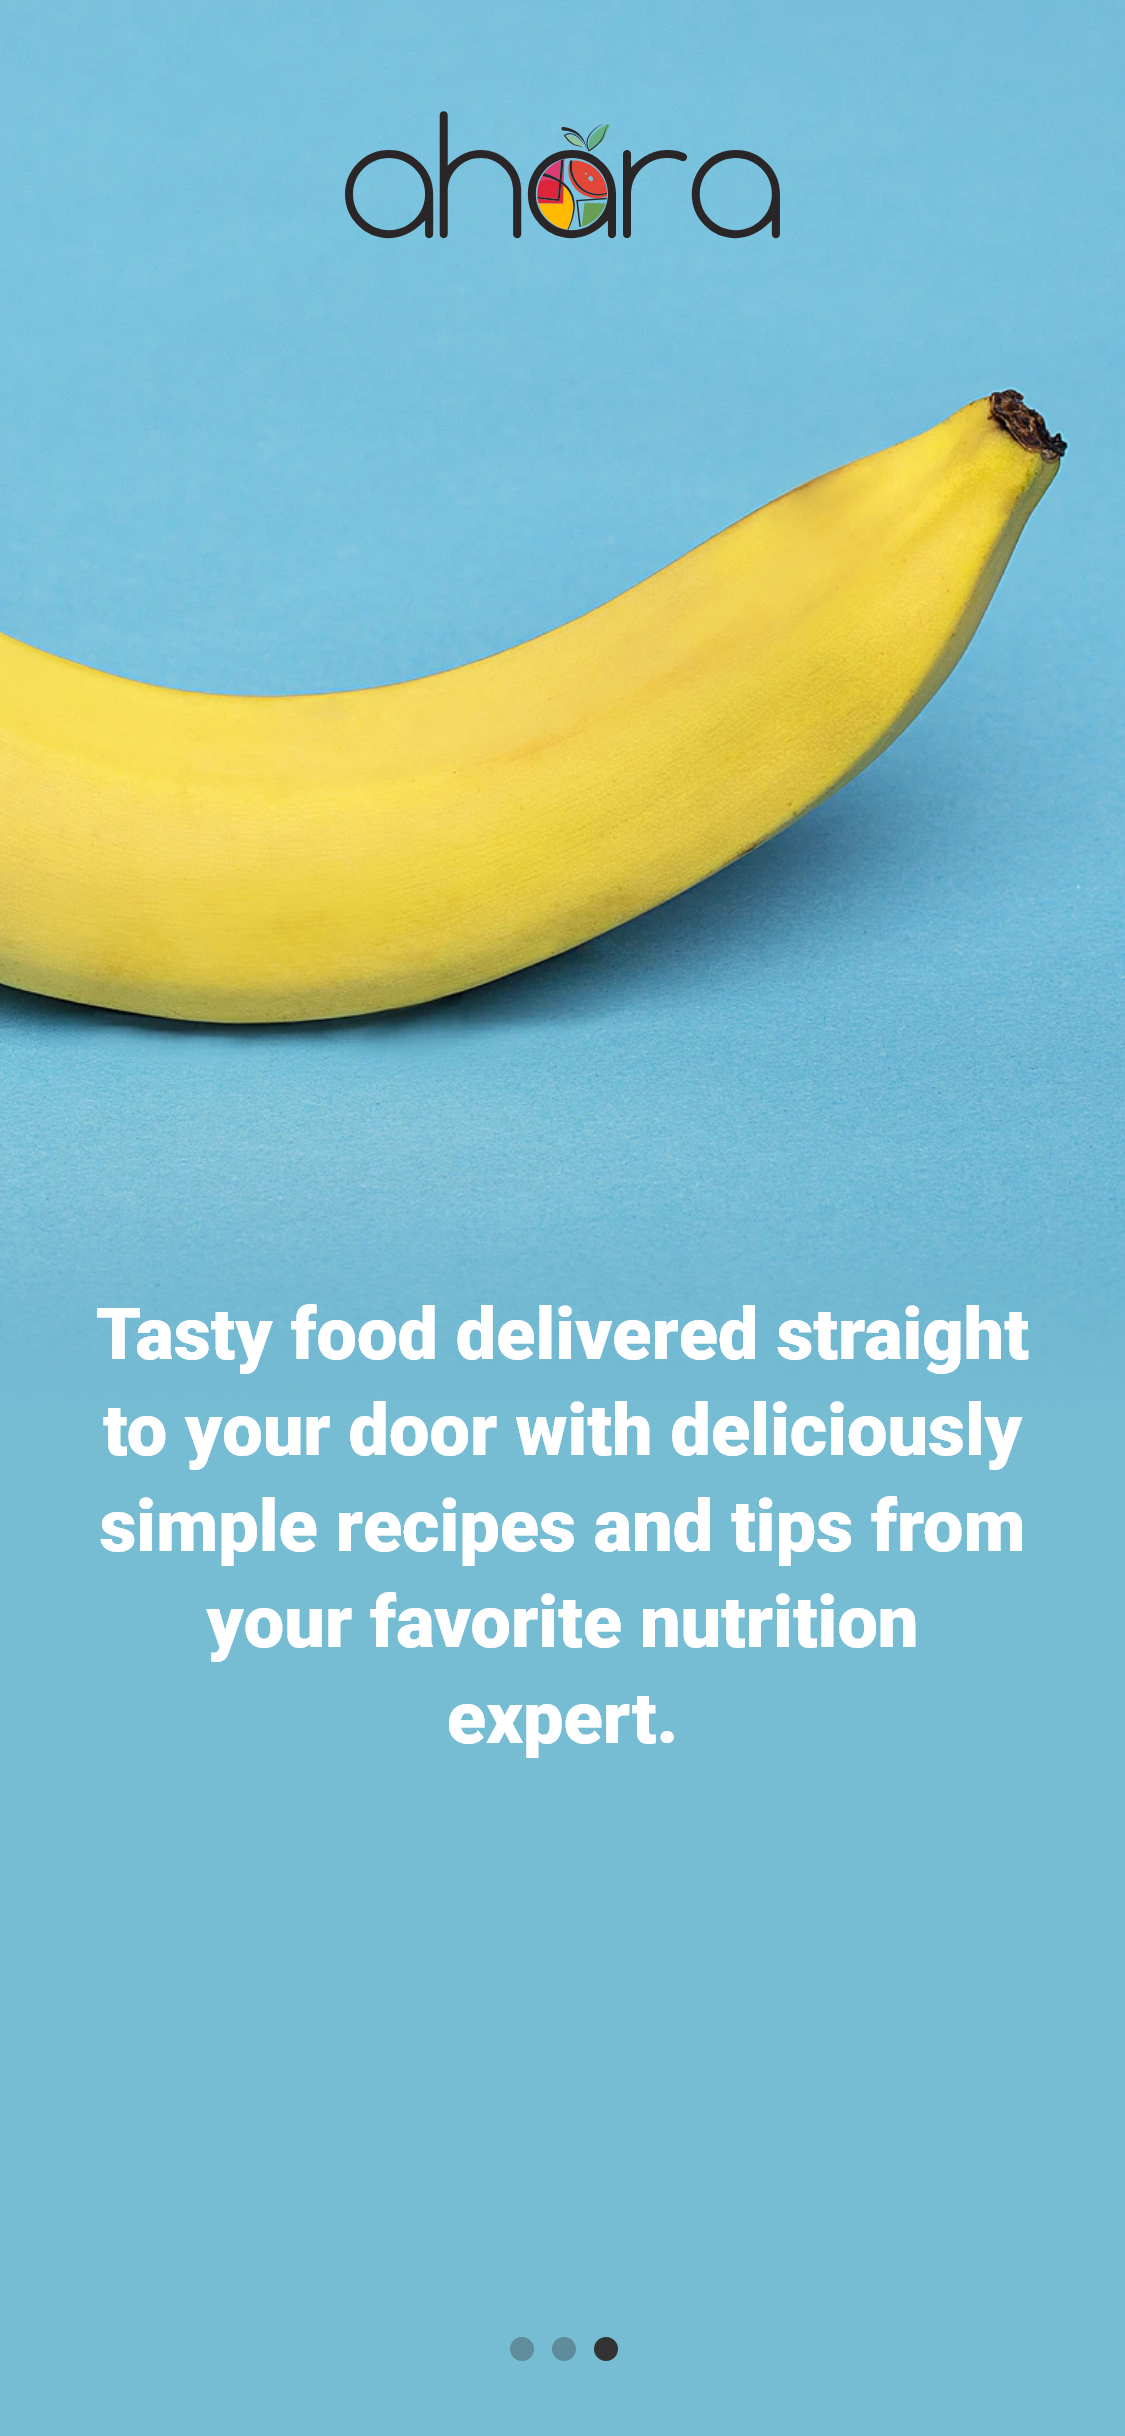 ahara
Tasty food delivered straight
to your door with deliciously
simple recipes and tips from
your favorite nutrition
expert.